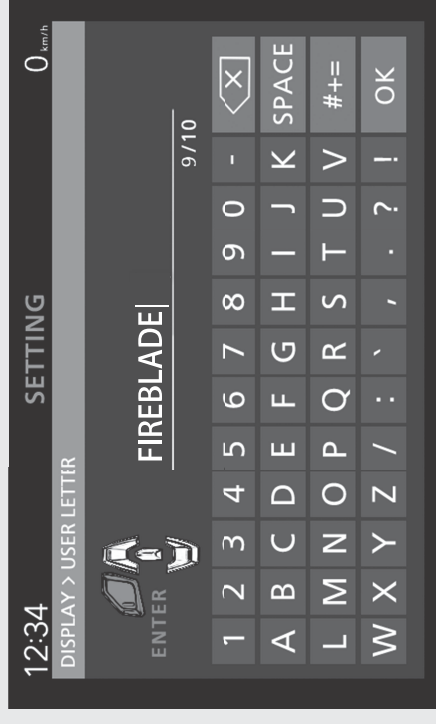 12:34 SETTING 0 km/h
DISPLAY > USER LETTER
ENTER
FIREBLADE
9/10
1 2 3 4 5 6 7 8 9 0 -
A B C D E F G H I J K SPACE
L M N O P Q R S T U V #+=
W X Y Z / : ` , . ? ! OK